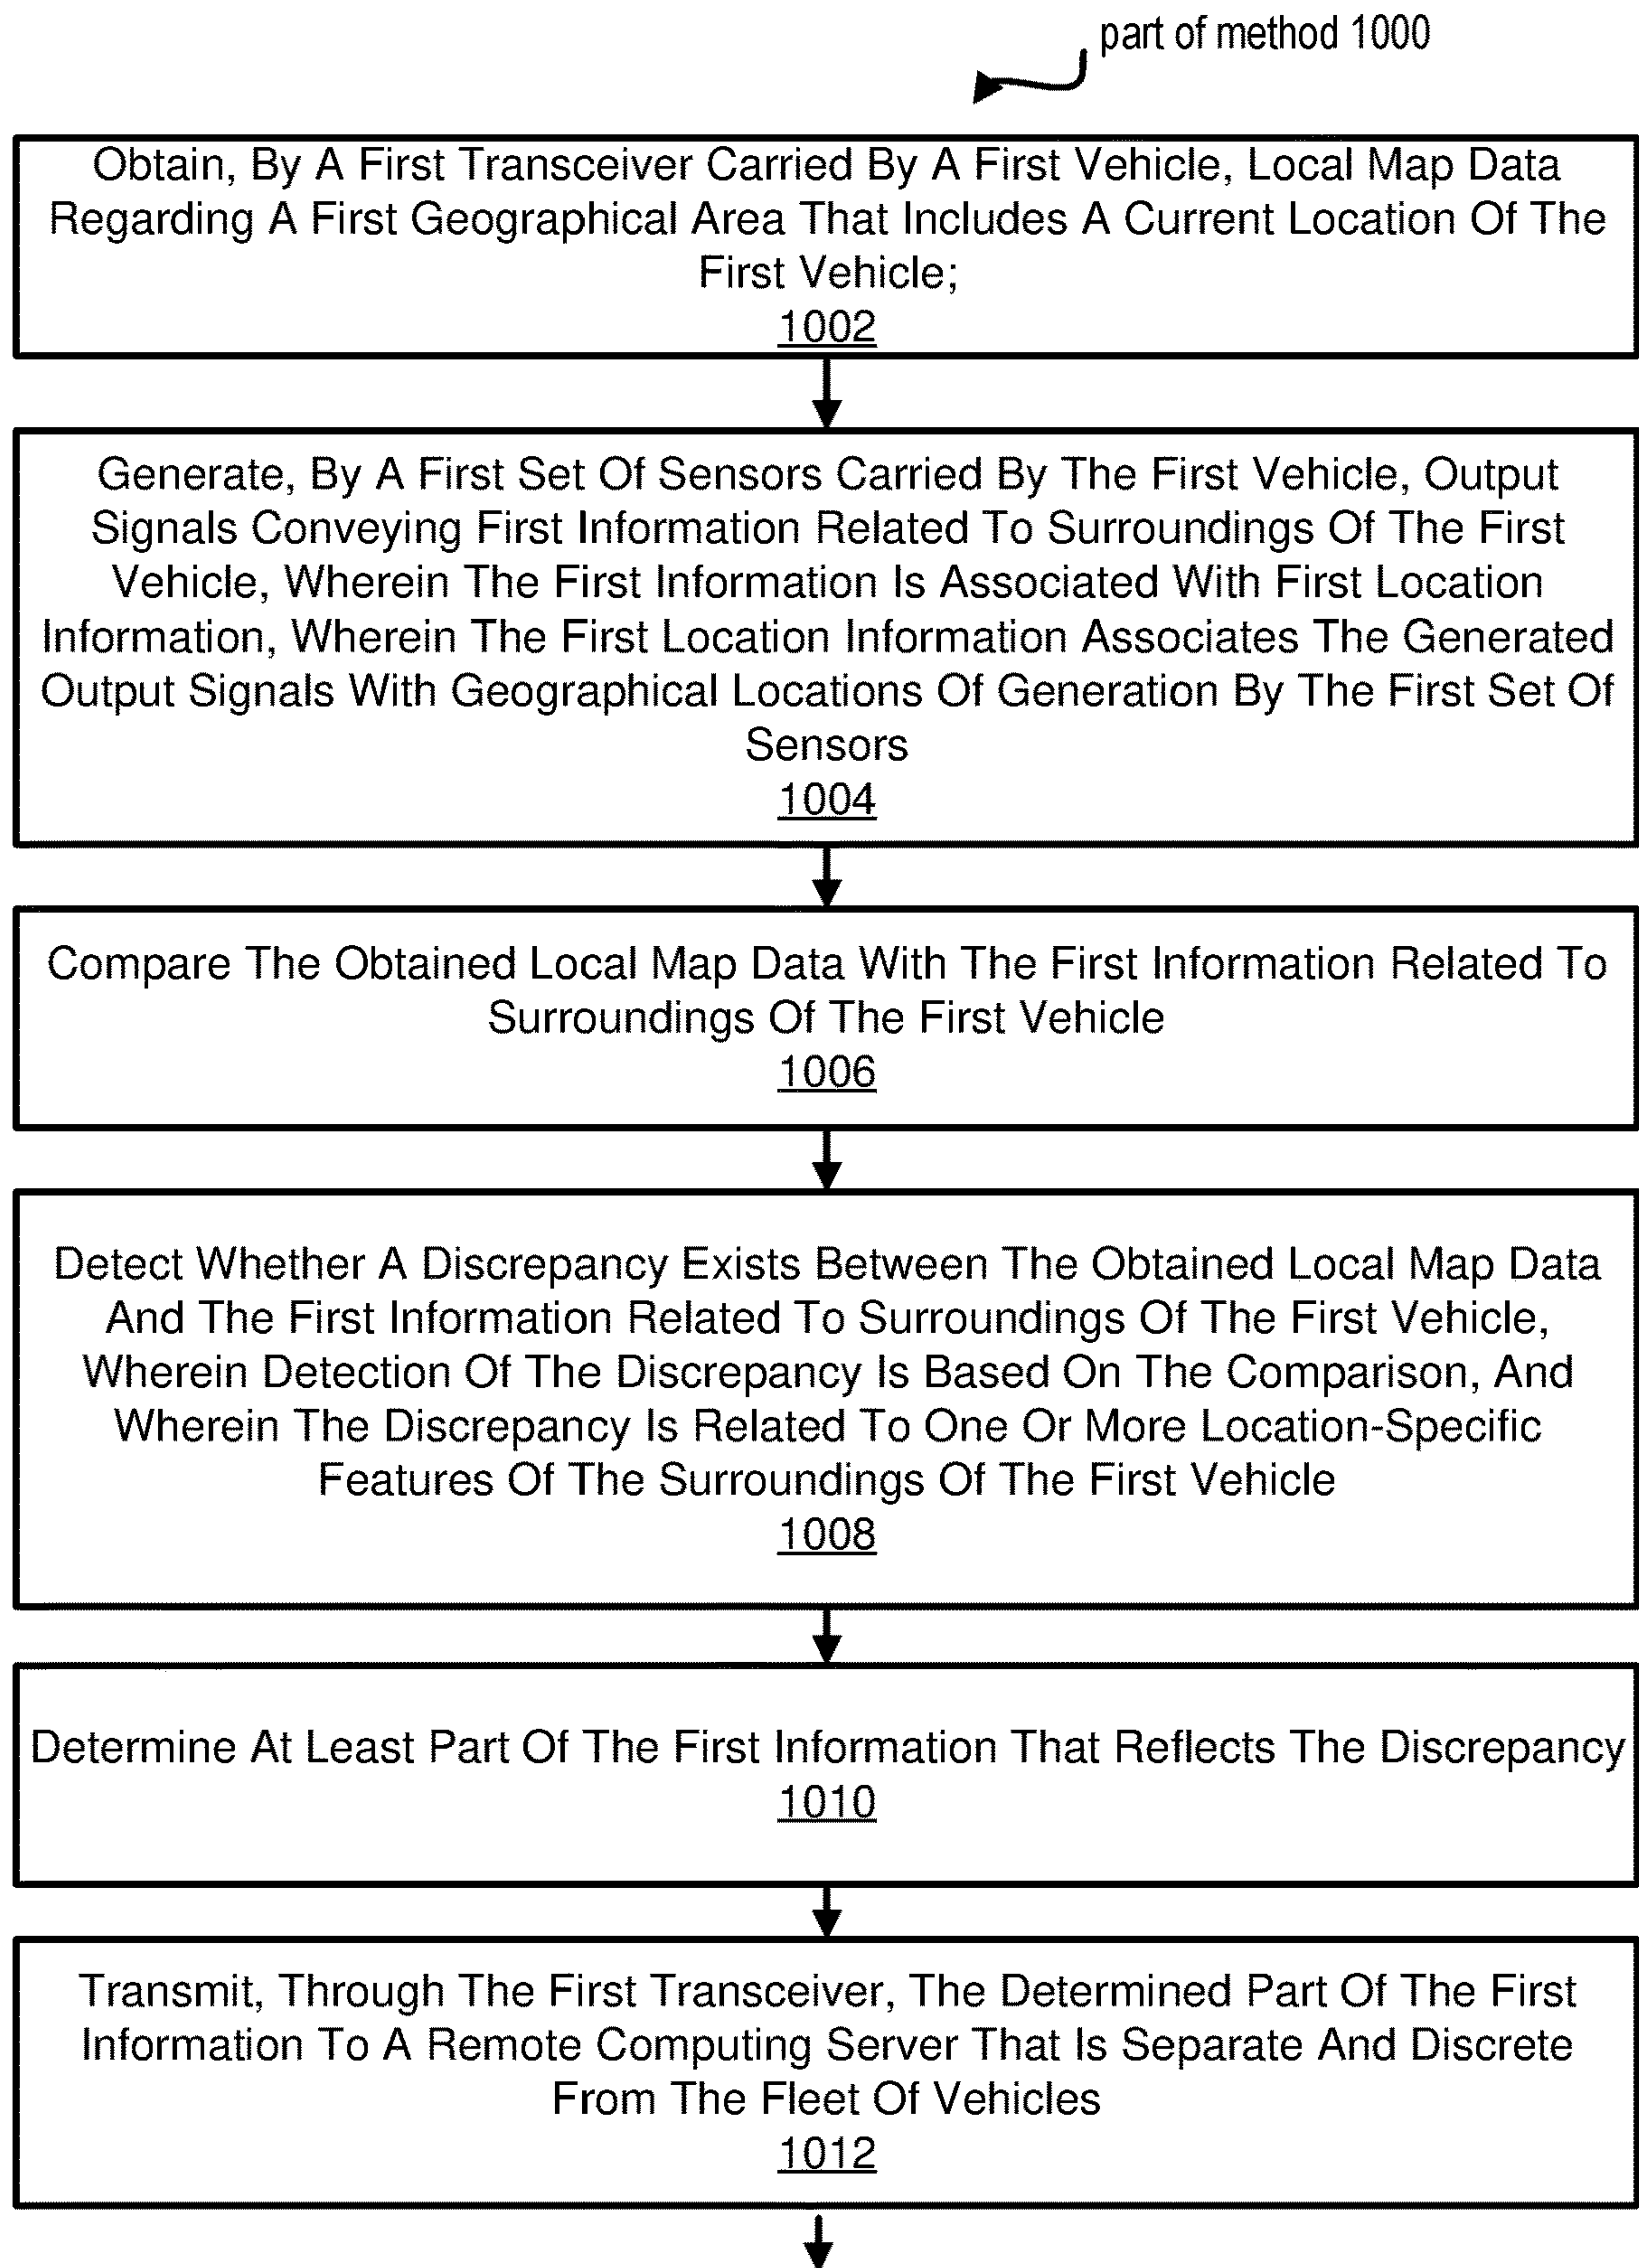 part of method 1000
Obtain, By A First Transceiver Carried By A First Vehicle, Local Map Data
Regarding A First Geographical Area That Includes A Current Location Of The
First Vehicle;
1002
Generate, By A First Set Of Sensors Carried By The First Vehicle, Output
Signals Conveying First Information Related To Surroundings Of The First
Vehicle, Wherein The First Information Is Associated With First Location
Information, Wherein The First Location Information Associates The Generated
Output Signals With Geographical Locations Of Generation By The First Set Of
Sensors
1004
Compare The Obtained Local Map Data With The First Information Related To
Surroundings Of The First Vehicle
1006
Detect Whether A Discrepancy Exists Between The Obtained Local Map Data
And The First Information Related To Surroundings Of The First Vehicle,
Wherein Detection Of The Discrepancy Is Based On The Comparison, And
Wherein The Discrepancy Is Related To One Or More Location-Specific
Features Of The Surroundings Of The First Vehicle
1008
Determine At Least Part Of The First Information That Reflects The Discrepancy
1010
Transmit, Through The First Transceiver, The Determined Part Of The First
Information To A Remote Computing Server That Is Separate And Discrete
From The Fleet Of Vehicles
1012